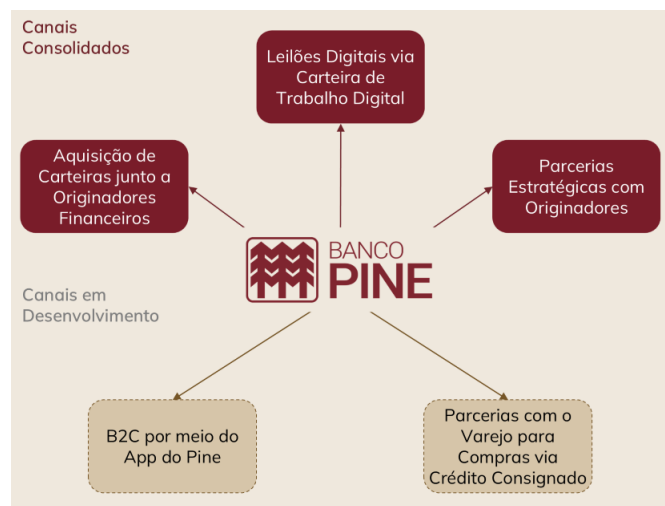 Canais
Consolidados
Leilões Digitais via
Carteira de
Trabalho Digital
Aquisição de
Carteiras junto a
Originadores
Financeiros
Parcerias
Estratégicas com
Originadores
BANCO
PINE
Canais em
Desenvolvimento
B2C por meio do
App do Pine
Parcerias com o
Varejo para
Compras via
Crédito Consignado